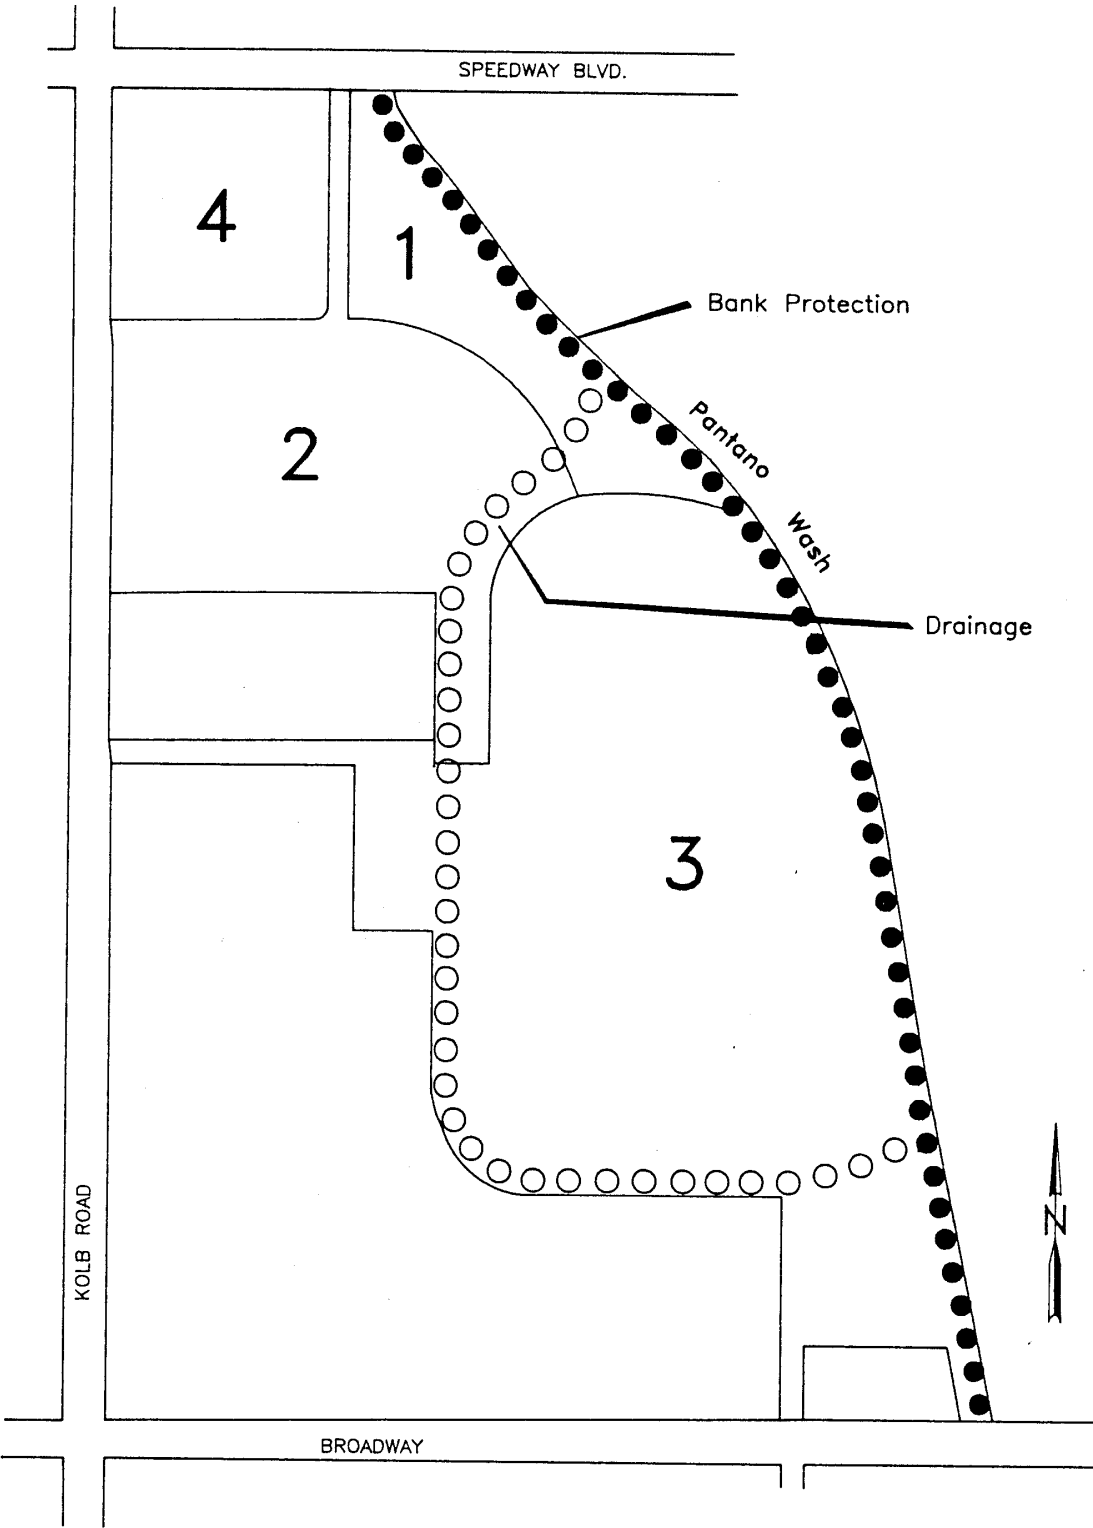 SPEEDWAY BLVD.
4
1
Bank Protection
Pantano
Wash
2
Drainage
3
KOLB ROAD
N
BROADWAY